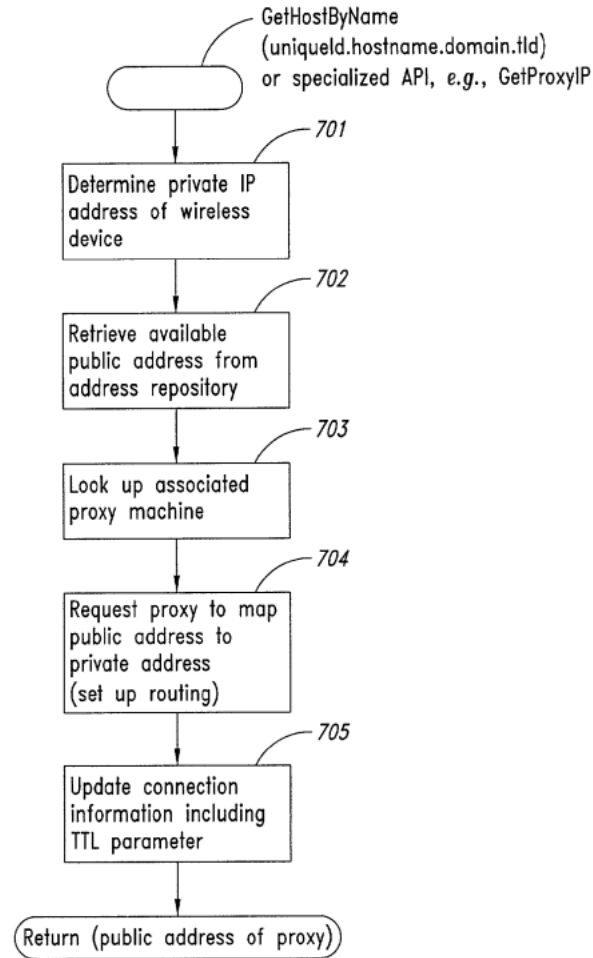 GetHostByName
(uniqueId.hostname.domain.tld)
or specialized API, e.g., GetProxyIP
701
Determine private IP
address of wireless
device
702
Retrieve available
public address from
address repository
703
Look up associated
proxy machine
704
Request proxy to map
public address to
private address
(set up routing)
705
Update connection
information including
TTL parameter
Return (public address of proxy)